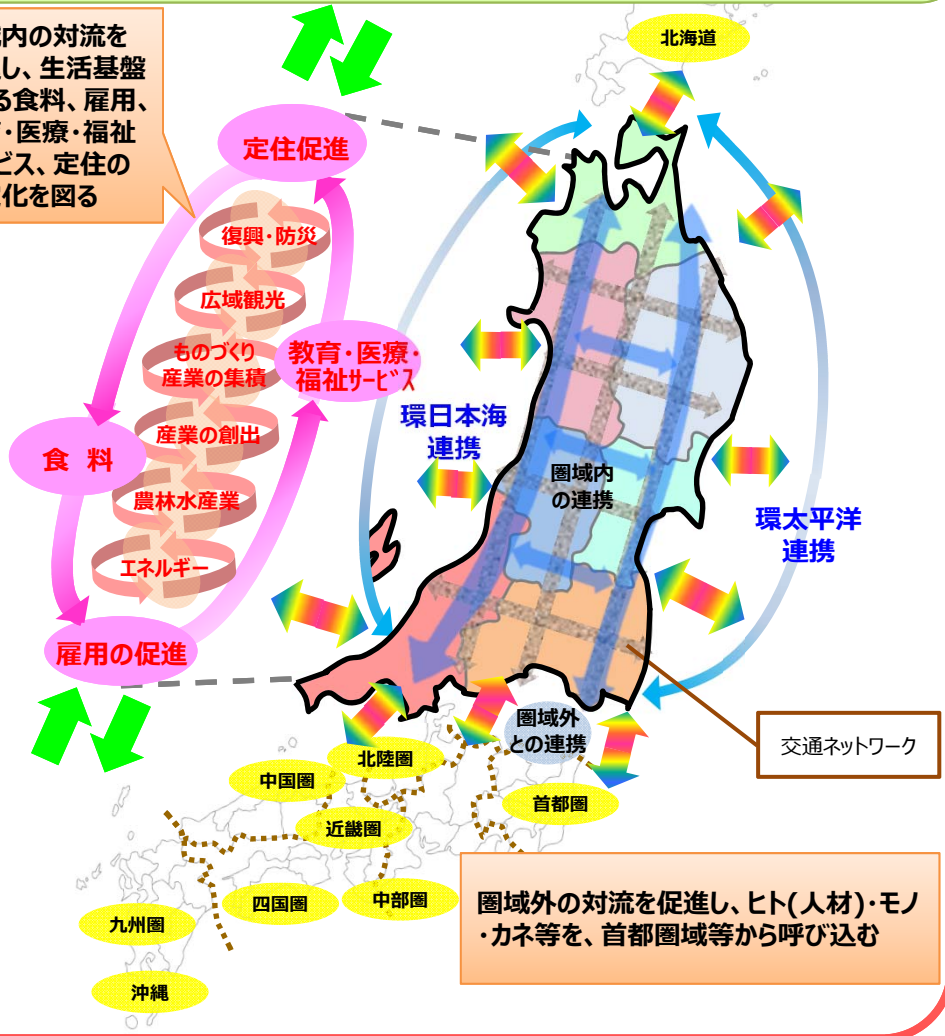 内の対流を
し、生活基盤
る食料、雇用、
・医療・福祉
ビス、定住の
化を図る
北海道
定住促進
復興・防災
広域観光
ものづくり
産業の集積
教育・医療・
福祉サービス
産業の創出
食 料
農林水産業
エネルギー
雇用の促進
環日本海
連携
圏域内
の連携
環太平洋
連携
圏域外
との連携
交通ネットワーク
北陸圏
中国圏
首都圏
近畿圏
四国圏
中部圏
九州圏
沖縄
圏域外の対流を促進し、ヒト(人材)・モノ
・カネ等を、首都圏域等から呼び込む